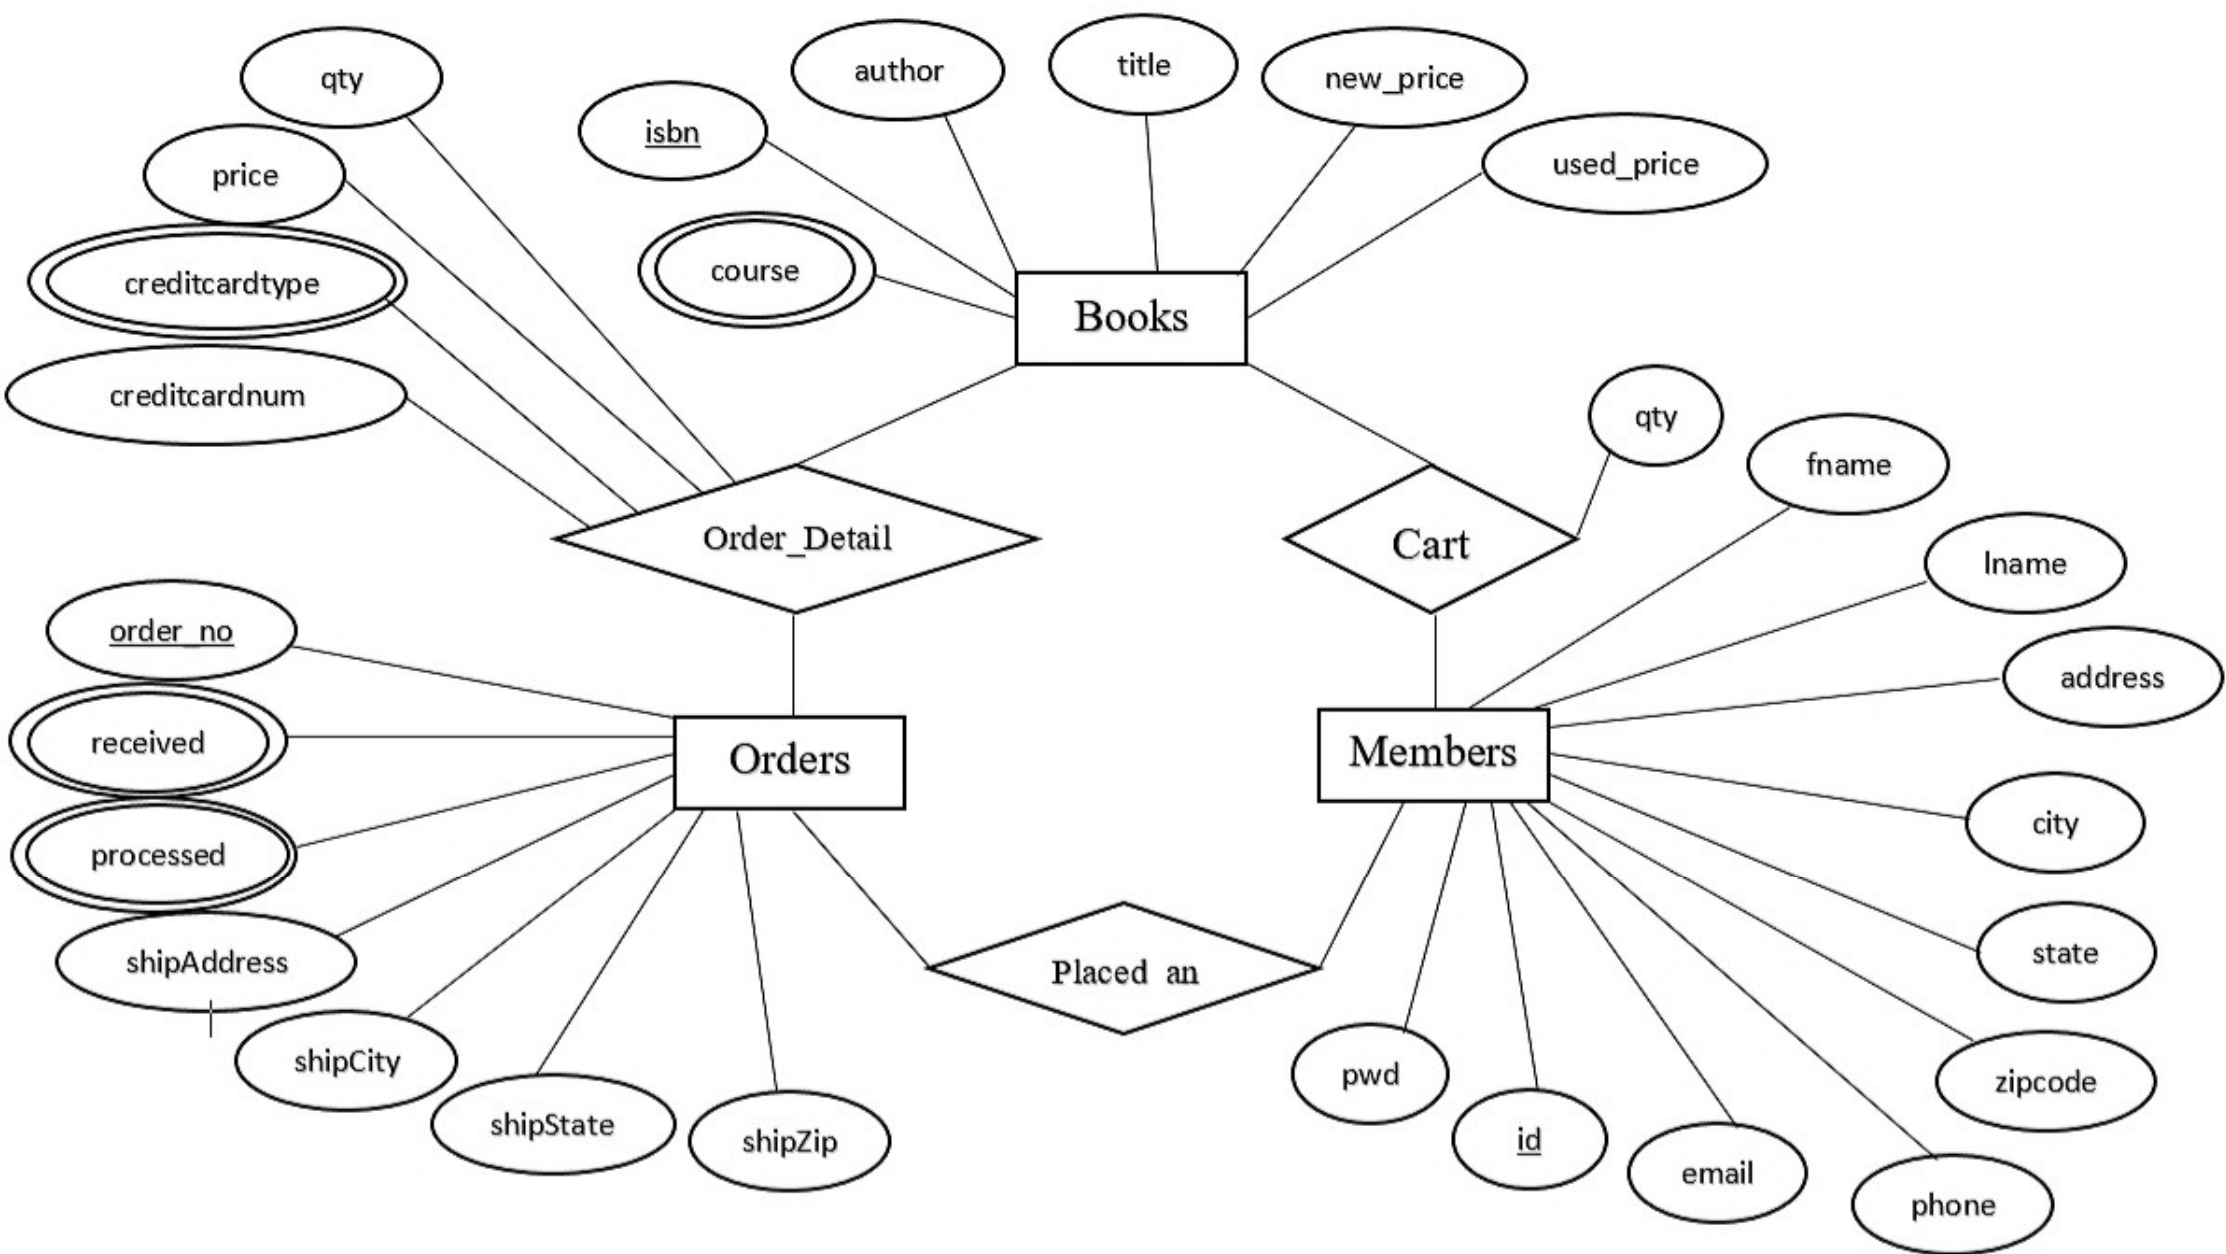 qty
author
title
new_price
isbn
price
used_price
course
creditcardtype
Books
creditcardnum
qty
fname
Order_Detail
Cart
lname
order_no
address
received
Orders
Members
city
processed
shipAddress
Placed an
state
shipCity
pwd
zipcode
shipState
shipZip
id
email
phone